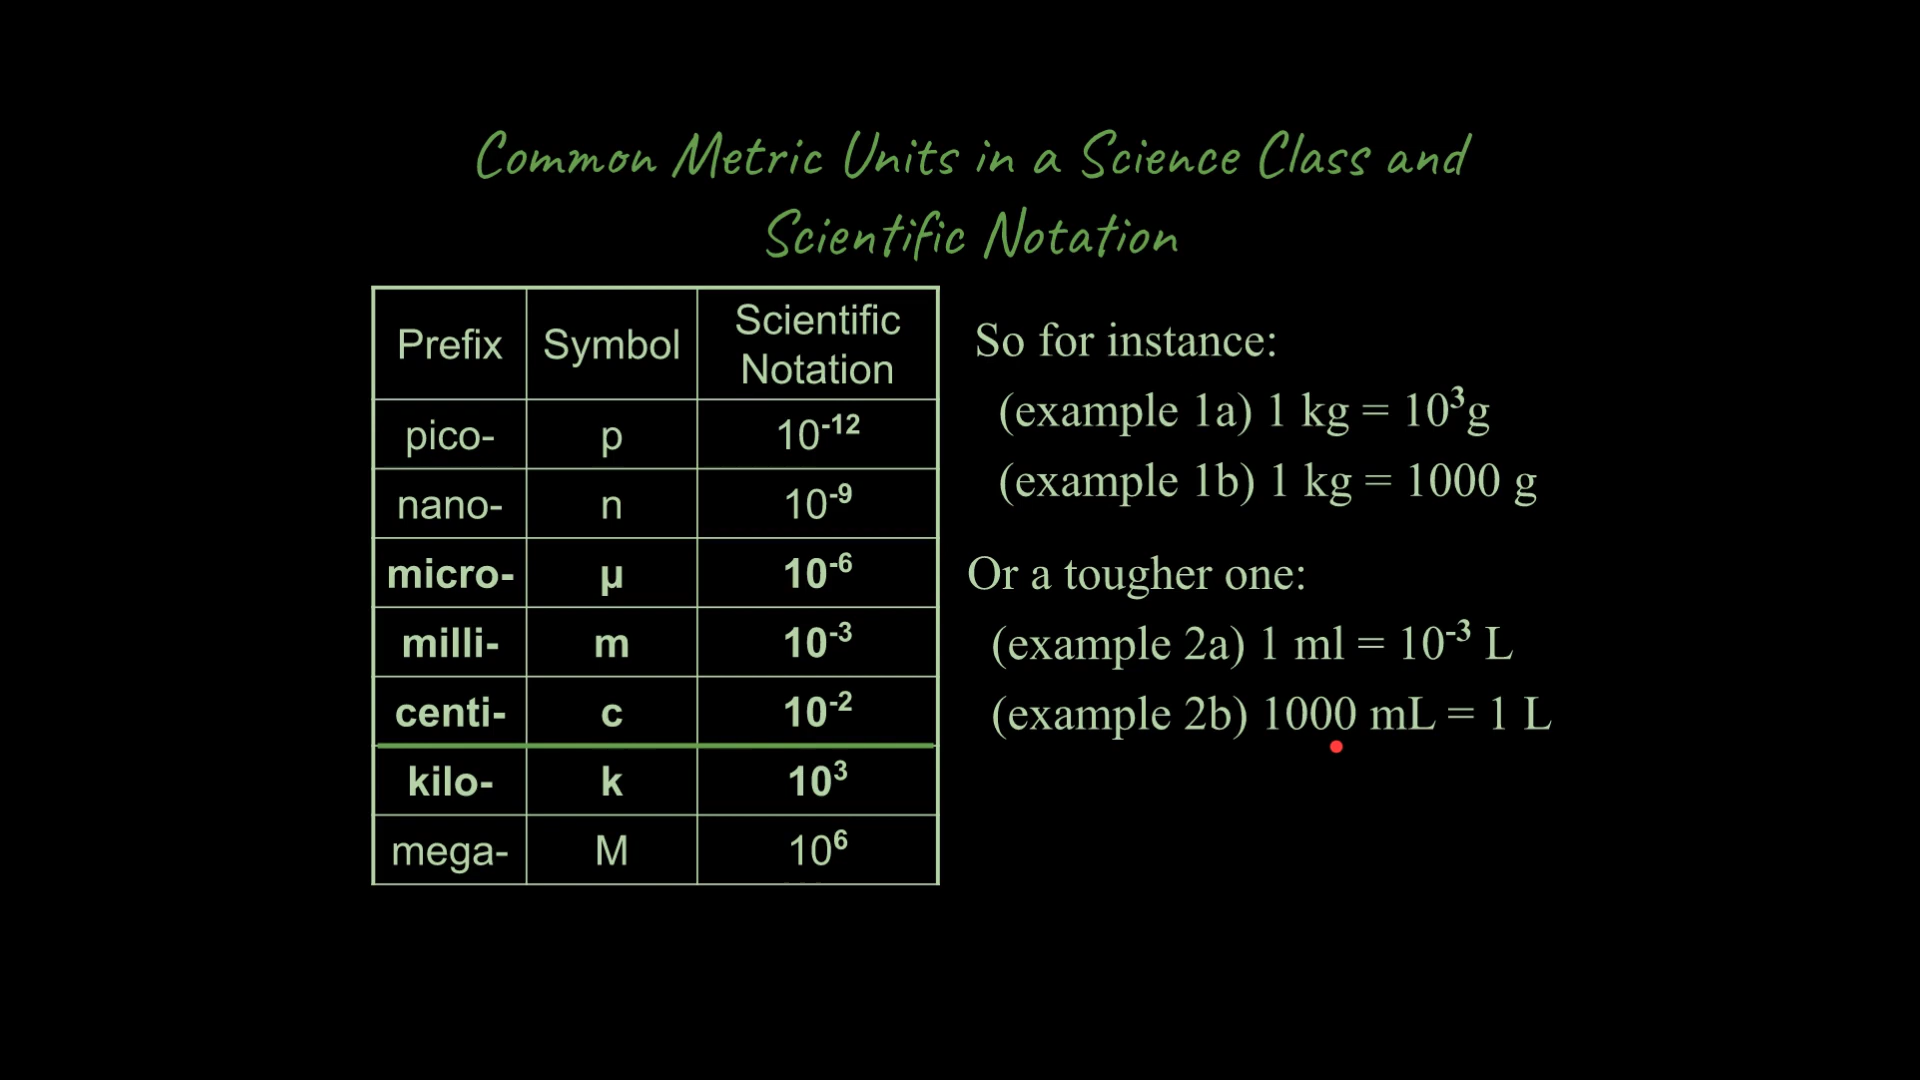 Common Metric Units in a Science Class and
Scientific Notation
Prefix Symbol Scientific Notation
pico- p 10⁻¹²
nano- n 10⁻⁹
micro- µ 10⁻⁶
milli- m 10⁻³
centi- c 10⁻²
kilo- k 10³
mega- M 10⁶
So for instance:
(example 1a) 1 kg = 10³g
(example 1b) 1 kg = 1000 g
Or a tougher one:
(example 2a) 1 ml = 10⁻³ L
(example 2b) 1000 mL = 1 L